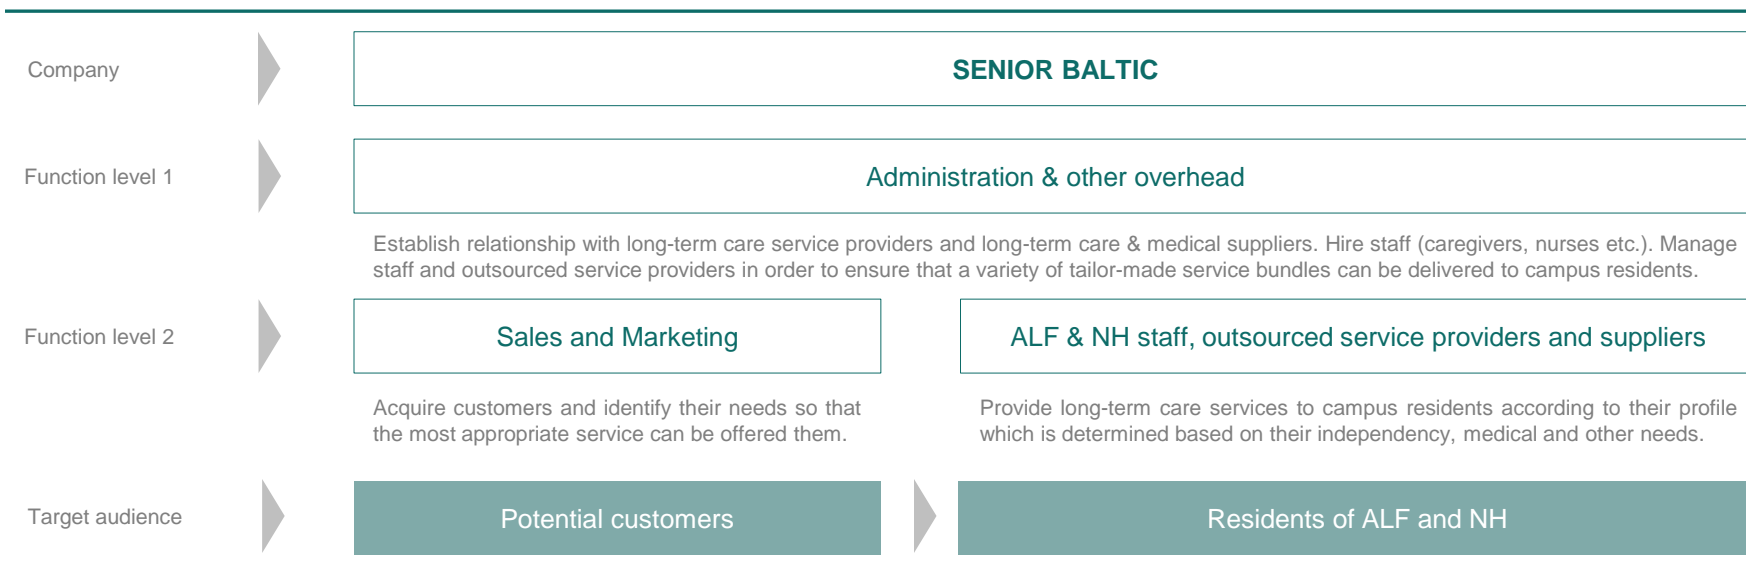 Company
SENIOR BALTIC
Function level 1
Administration & other overhead
Establish relationship with long-term care service providers and long-term care & medical suppliers. Hire staff (caregivers, nurses etc.). Manage
staff and outsourced service providers in order to ensure that a variety of tailor-made service bundles can be delivered to campus residents.
Function level 2
Sales and Marketing
ALF & NH staff, outsourced service providers and suppliers
Acquire customers and identify their needs so that
the most appropriate service can be offered them.
Provide long-term care services to campus residents according to their profile
which is determined based on their independency, medical and other needs.
Target audience
Potential customers
Residents of ALF and NH